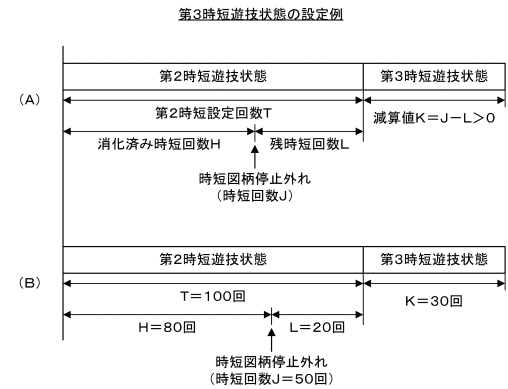 第3時短遊技状態の設定例
第2時短遊技状態
第3時短遊技状態
(A)
第2時短設定回数T
減算値K=J-L>0
消化済み時短回数H
残時短回数L
時短図柄停止外れ
(時短回数J)
第2時短遊技状態
第3時短遊技状態
(B)
T=100回
K=30回
H=80回
L=20回
時短図柄停止外れ
(時短回数J=50回)